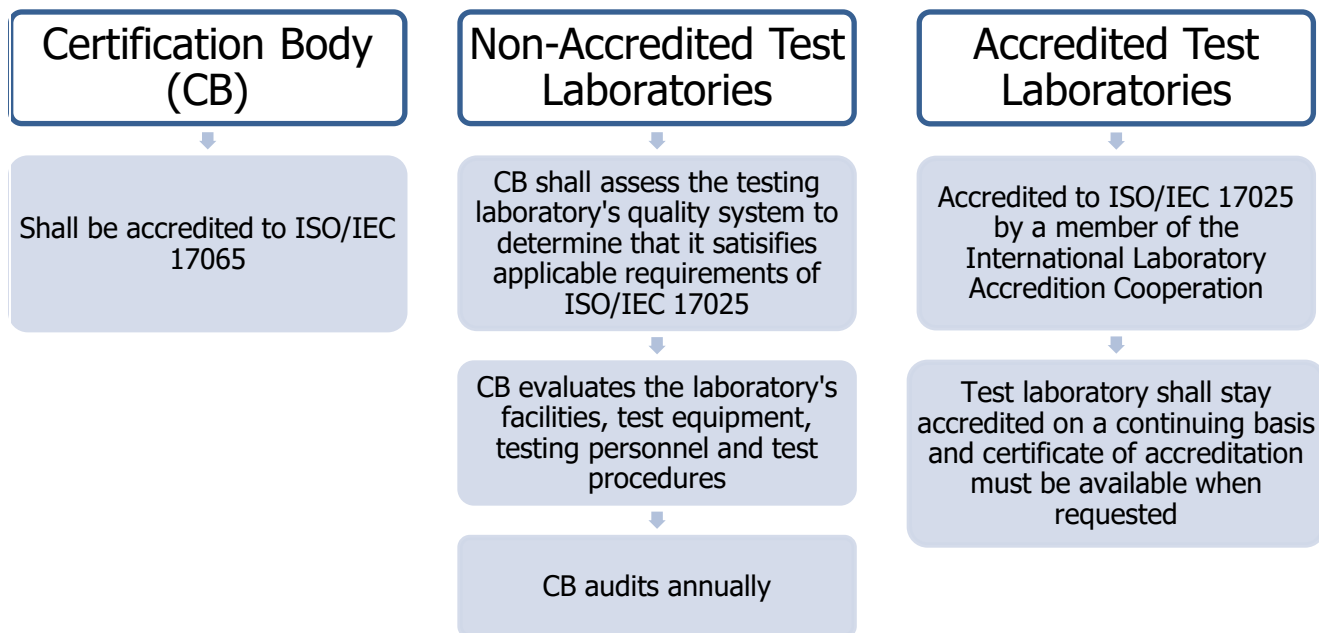 Certification Body
(CB)
Shall be accredited to ISO/IEC
17065
Non-Accredited Test
Laboratories
CB shall assess the testing
laboratory's quality system to
determine that it satisifies
applicable requirements of
ISO/IEC 17025
CB evaluates the laboratory's
facilities, test equipment,
testing personnel and test
procedures
CB audits annually
Accredited Test
Laboratories
Accredited to ISO/IEC 17025
by a member of the
International Laboratory
Accredition Cooperation
Test laboratory shall stay
accredited on a continuing basis
and certificate of accreditation
must be available when
requested